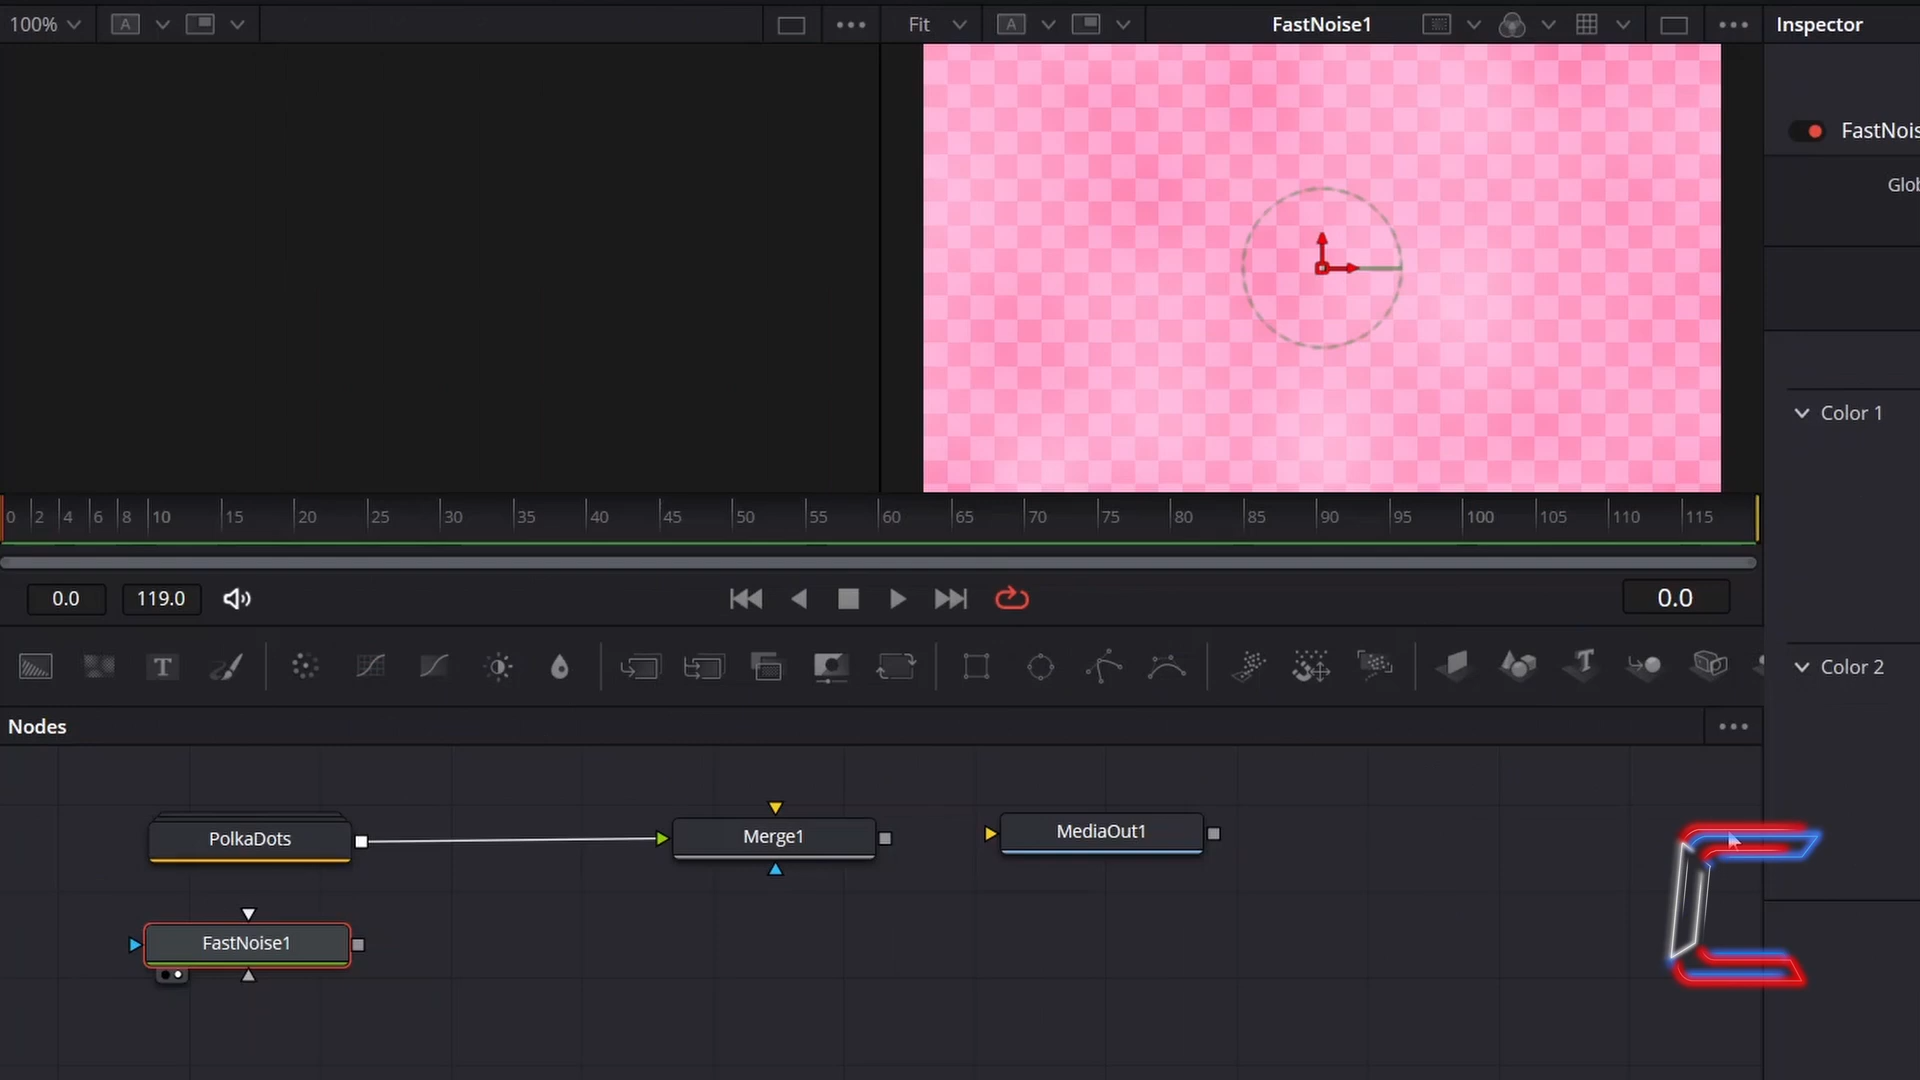 100% A Fit A FastNoise1 Inspector
FastNois
Glob
Color 1
0 2 4 6 8 10 15 20 25 30 35 40 45 50 55 60 65 70 75 80 85 90 95 100 105 110 115
0.0 119.0 0.0
T T
Color 2
Nodes
PolkaDots Merge1 MediaOut1
FastNoise1